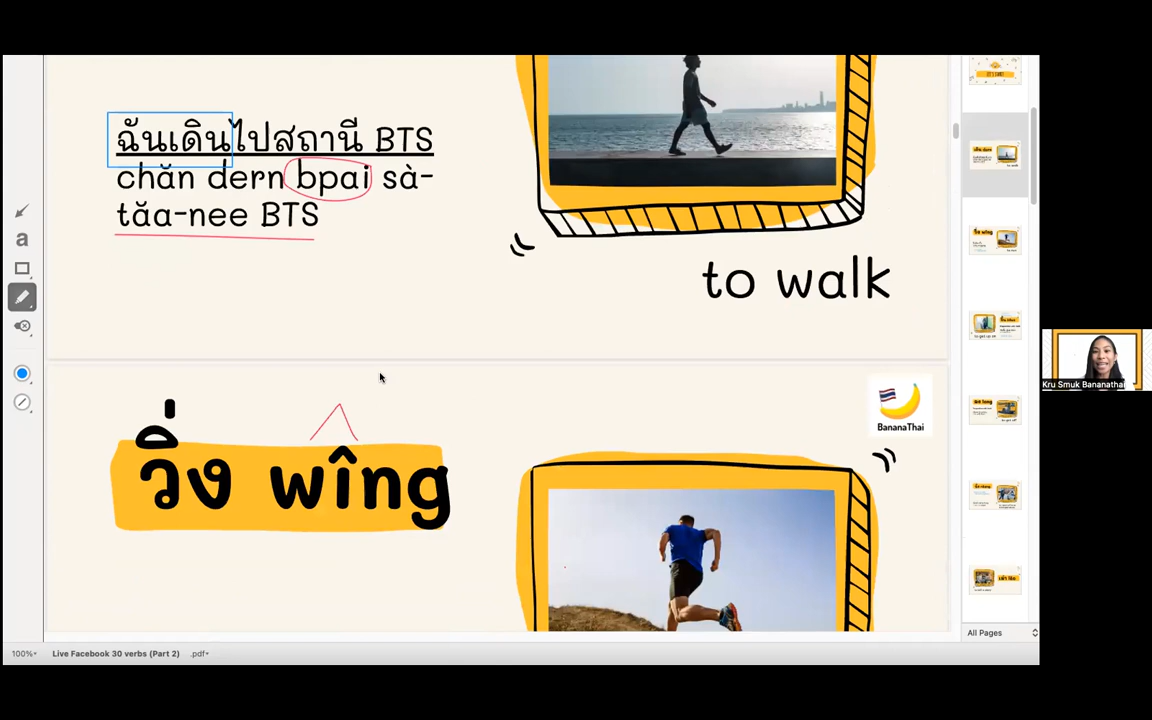 ฉันเดินไปสถานี BTS
chăn dern bpai sà-
tăa-nee BTS
to walk
วิ่ง wîng
BananaThai
Kru Smuk Bananathai
All Pages
100%
Live Facebook 30 verbs (Part 2) .pdf